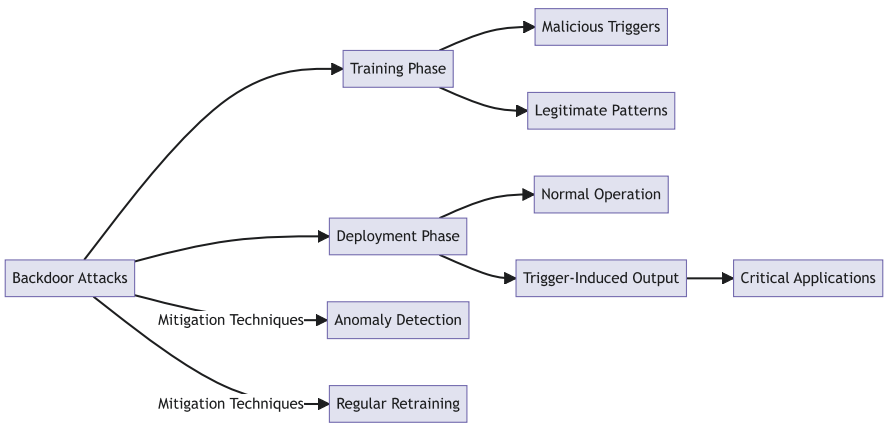 Malicious Triggers
Training Phase
Legitimate Patterns
Normal Operation
Deployment Phase
Backdoor Attacks
Trigger-Induced Output
Critical Applications
Mitigation Techniques
Anomaly Detection
Mitigation Techniques
Regular Retraining